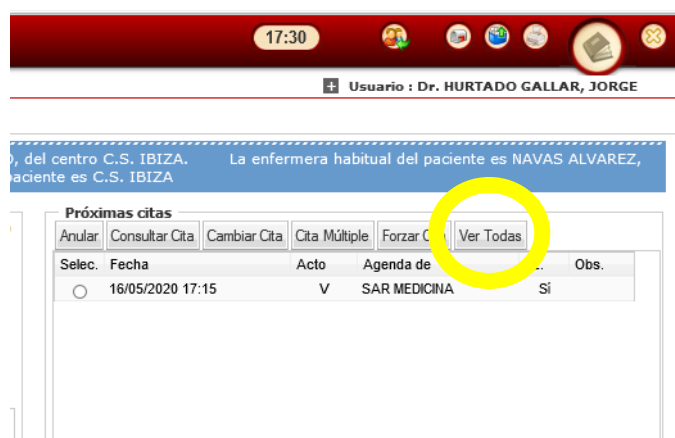 17:30
Usuario : Dr. HURTADO GALLAR, JORGE
, del centro C.S. IBIZA. La enfermera habitual del paciente es NAVAS ALVAREZ,
paciente es C.S. IBIZA
Próximas citas
Anular Consultar Cita Cambiar Cita Cita Múltiple Forzar Ver Todas
Selec. Fecha Acto Agenda de Obs.
16/05/2020 17:15 V SAR MEDICINA Sí